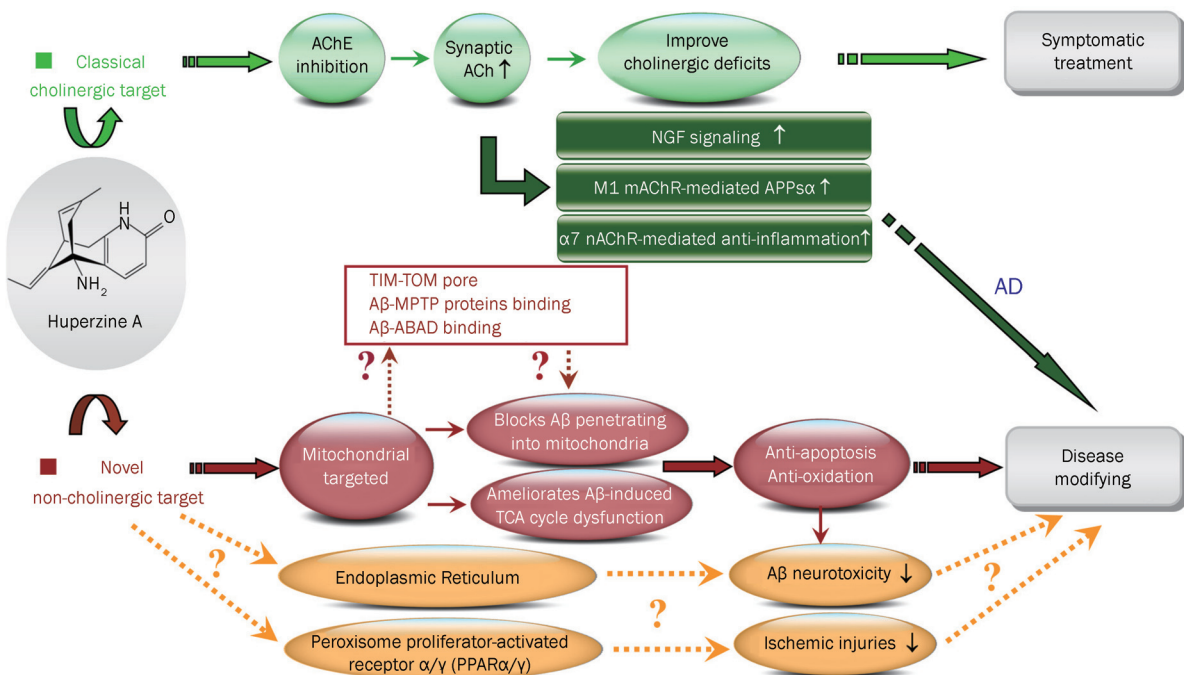 Classical
cholinergic target
AChE
inhibition
Synaptic
ACh ↑
Improve
cholinergic deficits
Symptomatic
treatment
NGF signaling ↑
M1 mAChR-mediated APPsα ↑
α7 nAChR-mediated anti-inflammation↑
H
N
O
NH2
Huperzine A
AD
TIM-TOM pore
Aβ-MPTP proteins binding
Aβ-ABAD binding
?
?
Novel
non-cholinergic target
Mitochondrial
targeted
Blocks Aβ penetrating
into mitochondria
Ameliorates Aβ-induced
TCA cycle dysfunction
Anti-apoptosis
Anti-oxidation
Disease
modifying
?
Endoplasmic Reticulum
Aβ neurotoxicity ↓
?
?
Peroxisome proliferator-activated
receptor α/γ (PPARα/γ)
Ischemic injuries ↓